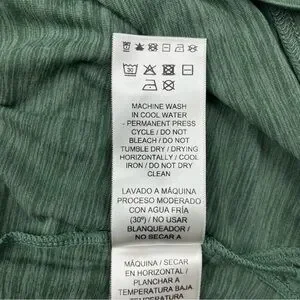 30
MACHINE WASH
IN COOL WATER
- PERMANENT PRESS
CYCLE / DO NOT
BLEACH / DO NOT
TUMBLE DRY / DRYING
HORIZONTALLY / COOL
IRON / DO NOT DRY
CLEAN
LAVADO A MÁQUINA
PROCESO MODERADO
CON AGUA FRÍA
(30º) / NO USAR
BLANQUEADOR /
NO SECAR A
MÁQUINA / SECAR
EN HORIZONTAL /
PLANCHAR A
TEMPERATURA BAJA
TEMPERATURA